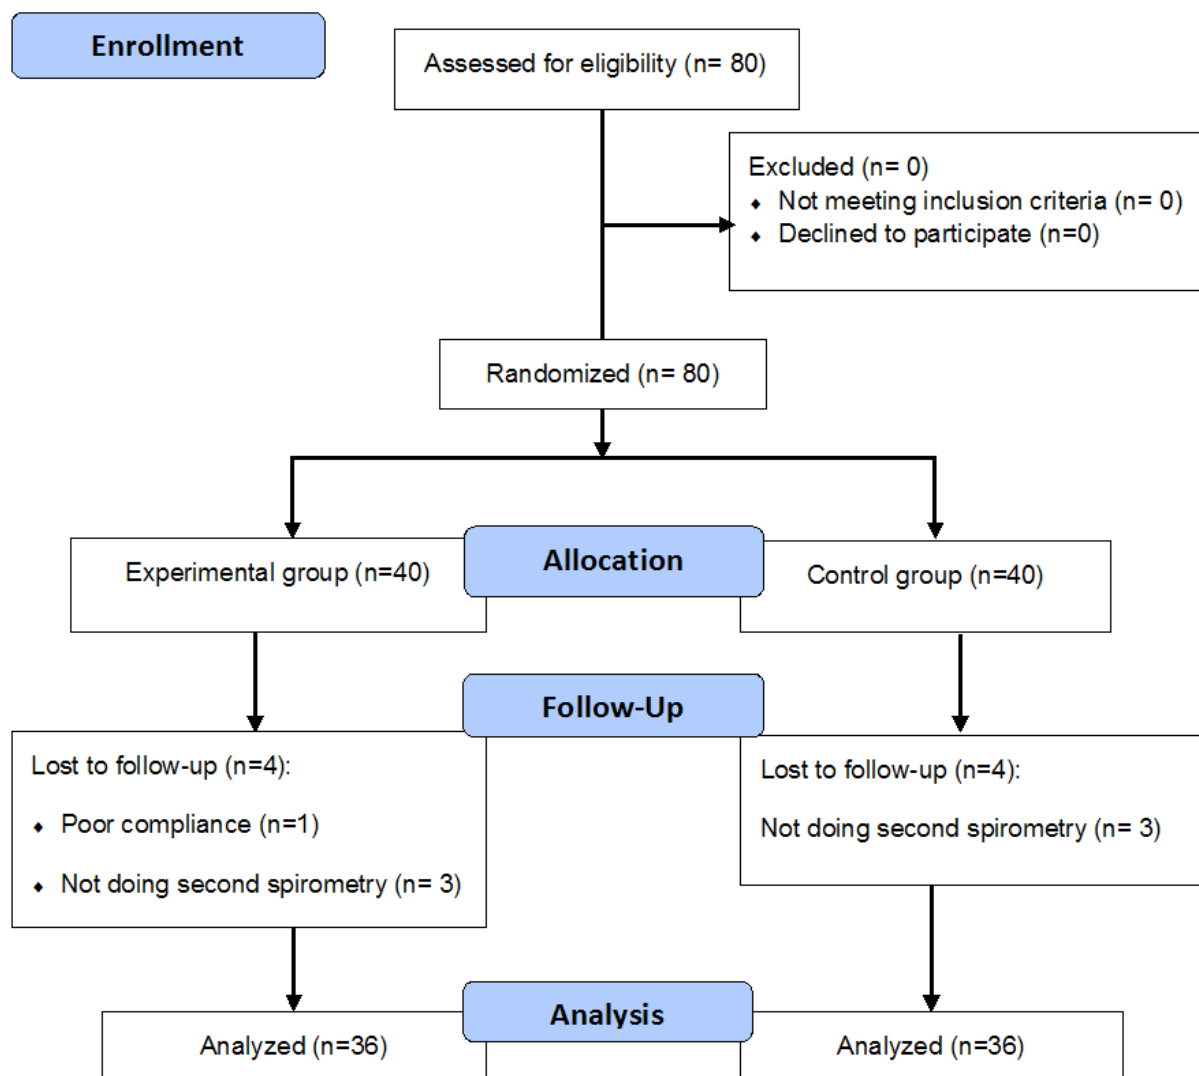 Enrollment
Assessed for eligibility (n= 80)
Excluded (n= 0)
⬥ Not meeting inclusion criteria (n= 0)
⬥ Declined to participate (n=0)
Randomized (n= 80)
Allocation
Experimental group (n=40)
Control group (n=40)
Follow-Up
Lost to follow-up (n=4):
⬥ Poor compliance (n=1)
⬥ Not doing second spirometry (n= 3)
Lost to follow-up (n=4):
Not doing second spirometry (n= 3)
Analysis
Analyzed (n=36)
Analyzed (n=36)